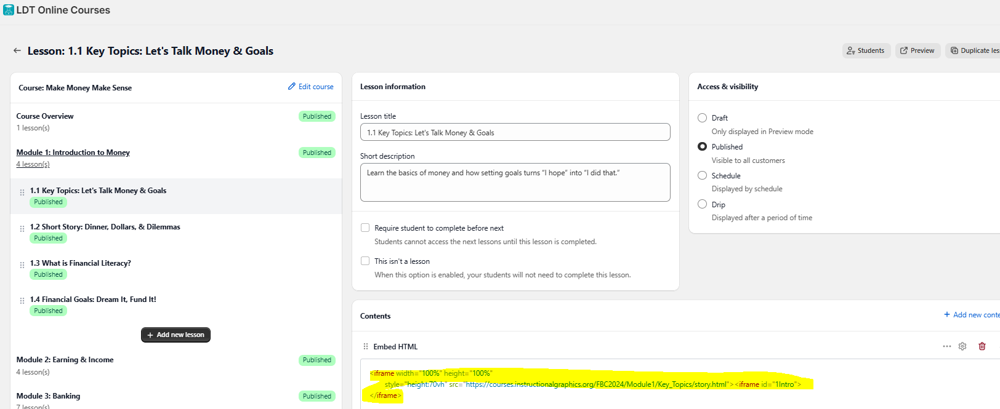 LDT Online Courses
Lesson: 1.1 Key Topics: Let's Talk Money & Goals
Students
Preview
Duplicate les
Course: Make Money Make Sense
Edit course
Course Overview
Published
1 lesson(s)
Module 1: Introduction to Money
Published
4 lesson(s)
1.1 Key Topics: Let's Talk Money & Goals
Published
1.2 Short Story: Dinner, Dollars, & Dilemmas
Published
1.3 What is Financial Literacy?
Published
1.4 Financial Goals: Dream It, Fund It!
Published
+ Add new lesson
Module 2: Earning & Income
Published
4 lesson(s)
Module 3: Banking
Published
7 lesson(s)
Lesson information
Lesson title
1.1 Key Topics: Let's Talk Money & Goals
Short description
Learn the basics of money and how setting goals turns “I hope” into “I did that.”
Require student to complete before next
Students cannot access the next lessons until this lesson is completed.
This isn't a lesson
When this option is enabled, your students will not need to complete this lesson.
Contents
+ Add new conte
Embed HTML
<iframe width="100%" height="100%"
style="height:70vh" src="https://courses.instructionalgraphics.org/FBC2024/Module1/Key_Topics/story.html"><iframe id="1Intro">
</iframe>
Access & visibility
Draft
Only displayed in Preview mode
Published
Visible to all customers
Schedule
Displayed by schedule
Drip
Displayed after a period of time